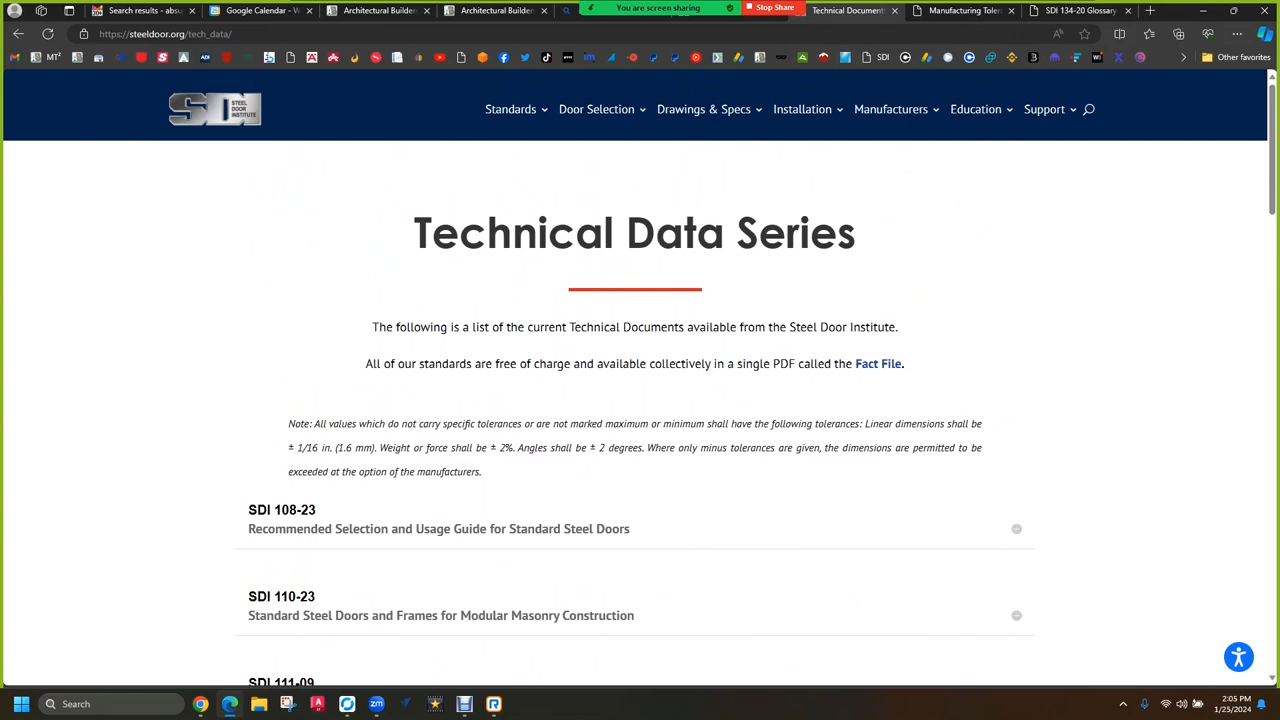 Search results - absu
Google Calendar - W
Architectural Builder
Architectural Builder
You are screen sharing
Stop Share
Technical Document
Manufacturing Toler
SDI 134-20 Glossary
https://steeldoor.org/tech_data/
MT
SDI
Other favorites
SDI STEEL DOOR INSTITUTE
Standards
Door Selection
Drawings & Specs
Installation
Manufacturers
Education
Support
Technical Data Series
The following is a list of the current Technical Documents available from the Steel Door Institute.
All of our standards are free of charge and available collectively in a single PDF called the Fact File.
Note: All values which do not carry specific tolerances or are not marked maximum or minimum shall have the following tolerances: Linear dimensions shall be
± 1/16 in. (1.6 mm). Weight or force shall be ± 2%. Angles shall be ± 2 degrees. Where only minus tolerances are given, the dimensions are permitted to be
exceeded at the option of the manufacturers.
SDI 108-23
Recommended Selection and Usage Guide for Standard Steel Doors
SDI 110-23
Standard Steel Doors and Frames for Modular Masonry Construction
SDI 111-09
Search
zm
2:05 PM
1/25/2024